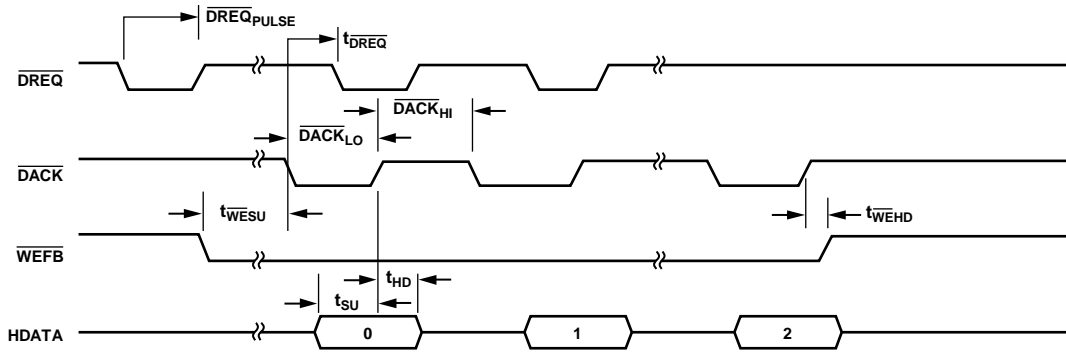 DREQPULSE
tDREQ
DREQ
DACKHI
DACKLO
DACK
tWESU
tWEHD
WEFB
tHD
tSU
HDATA 0 1 2